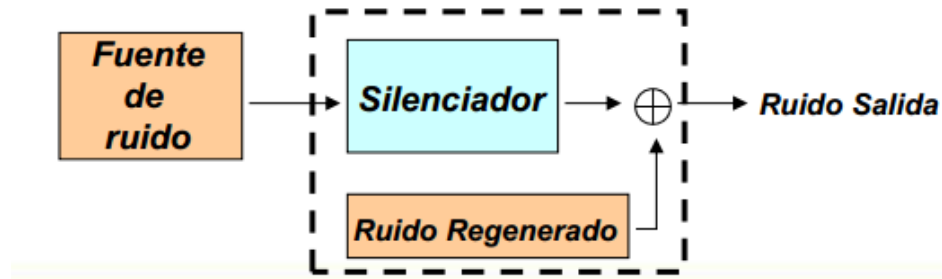 Fuente
de
ruido
Silenciador
Ruido Salida
Ruido Regenerado